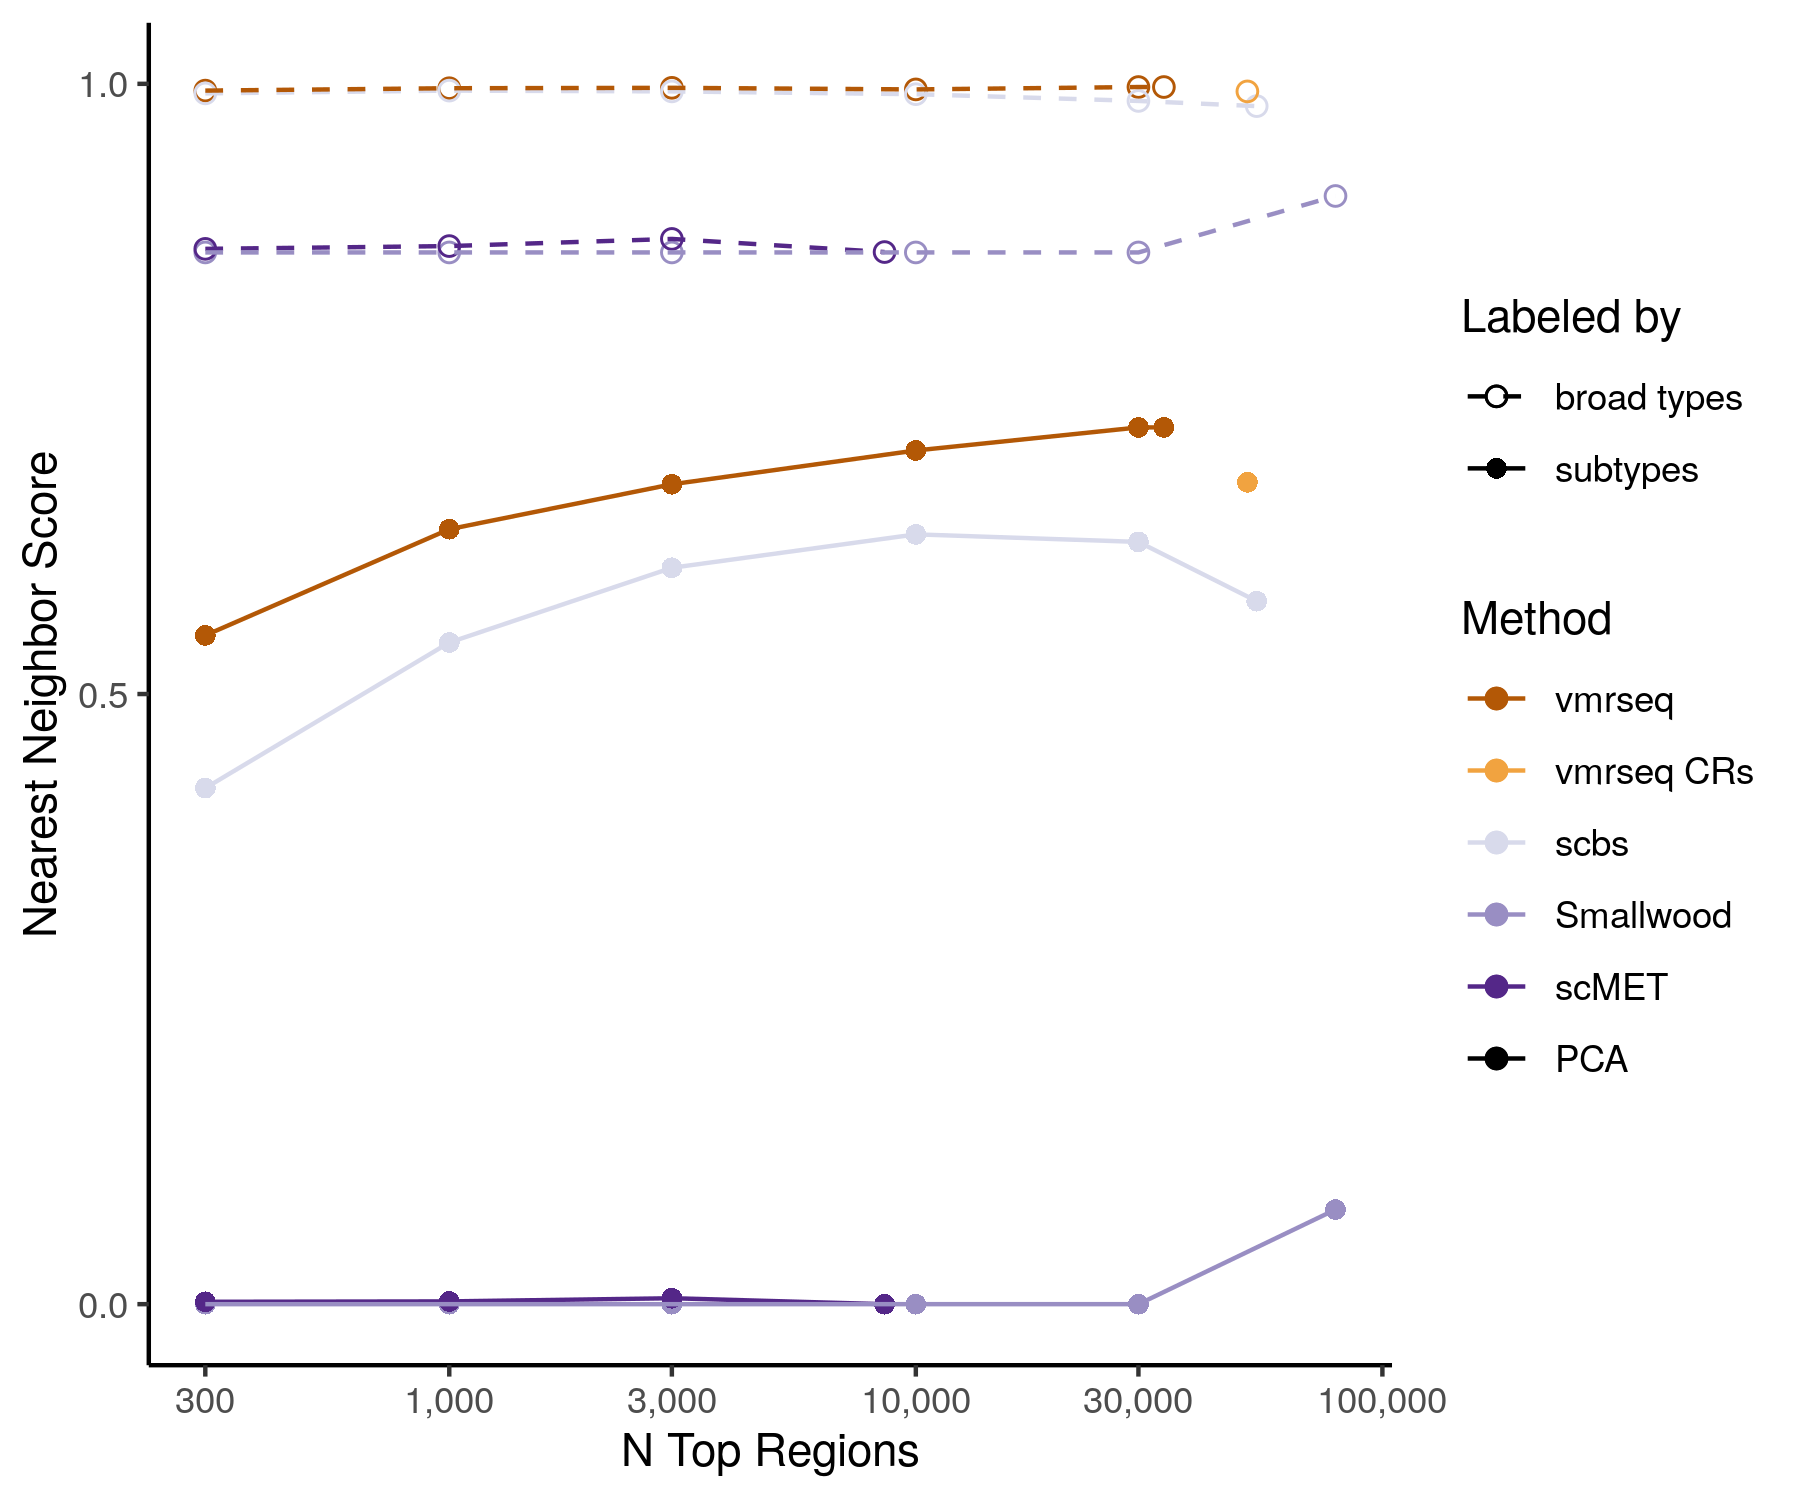 Nearest Neighbor Score
1.0
0.5
0.0
300
1,000
3,000
10,000
30,000
100,000
N Top Regions
Labeled by
broad types
subtypes
Method
vmrseq
vmrseq CRs
scbs
Smallwood
scMET
PCA